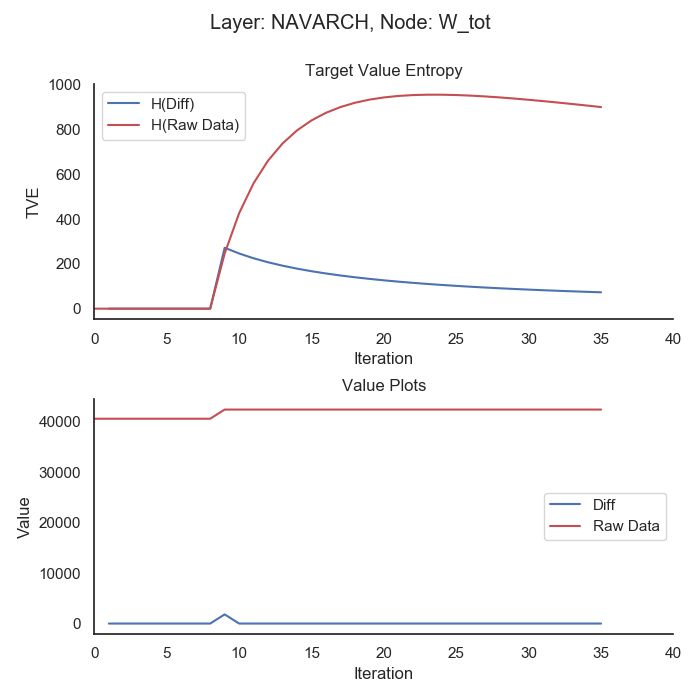 Layer: NAVARCH, Node: W_tot
Target Value Entropy
H(Diff)
H(Raw Data)
TVE
1000
800
600
400
200
0
0 5 10 15 20 25 30 35 40
Iteration
Value Plots
Diff
Raw Data
Value
40000
30000
20000
10000
0
0 5 10 15 20 25 30 35 40
Iteration